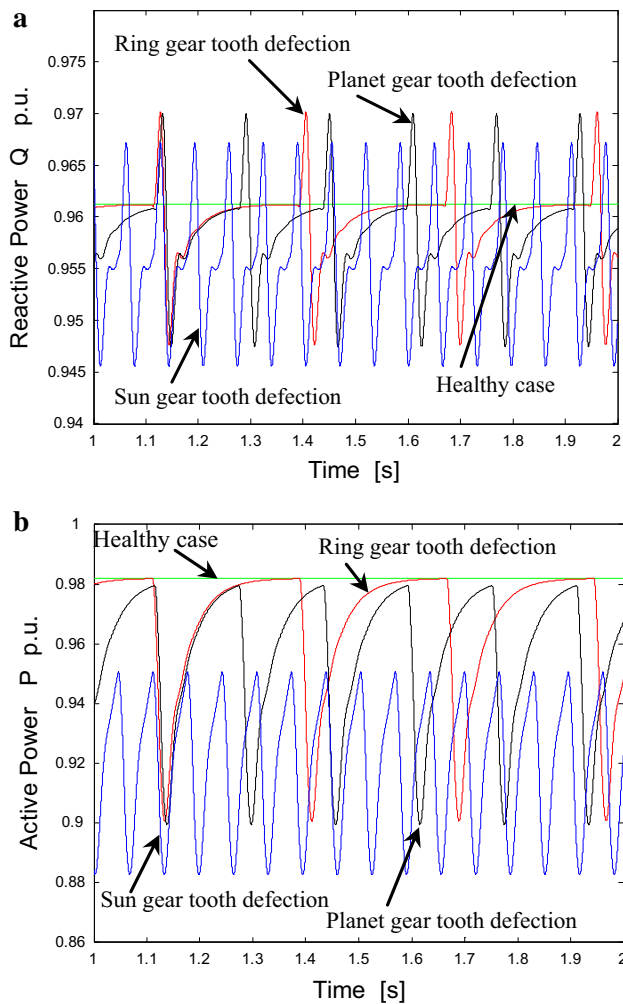 a
Ring gear tooth defection
Planet gear tooth defection
Reactive Power Q p.u.
0.975
0.97
0.965
0.96
0.955
0.95
0.945
0.94
Sun gear tooth defection
Healthy case
1 1.1 1.2 1.3 1.4 1.5 1.6 1.7 1.8 1.9 2
Time [s]
b
Healthy case
Ring gear tooth defection
Active Power P p.u.
1
0.98
0.96
0.94
0.92
0.9
0.88
0.86
Sun gear tooth defection
Planet gear tooth defection
1 1.1 1.2 1.3 1.4 1.5 1.6 1.7 1.8 1.9 2
Time [s]